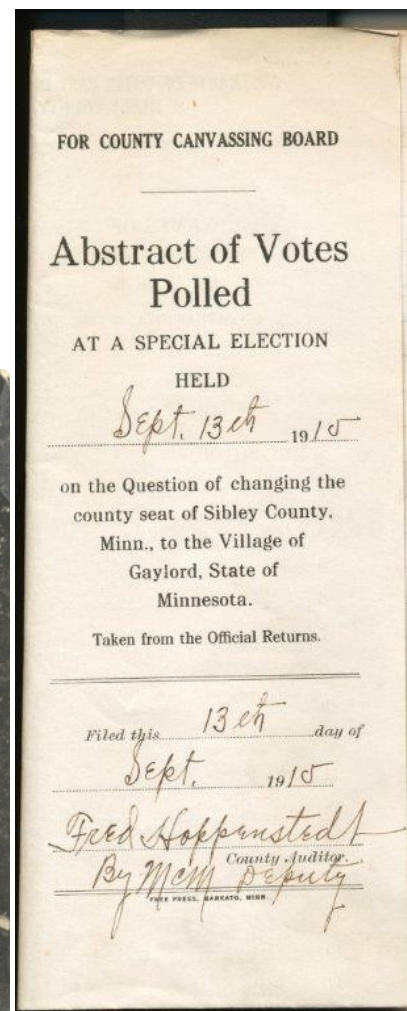 FOR COUNTY CANVASSING BOARD
Abstract of Votes
Polled
AT A SPECIAL ELECTION
HELD
Sept. 13th 1915
on the Question of changing the
county seat of Sibley County,
Minn., to the Village of
Gaylord, State of
Minnesota.
Taken from the Official Returns.
Filed this 13th day of
Sept. 1915
Fred Hoppenstedt
County Auditor.
By McM Deputy
FREE PRESS, MANKATO, MINN.